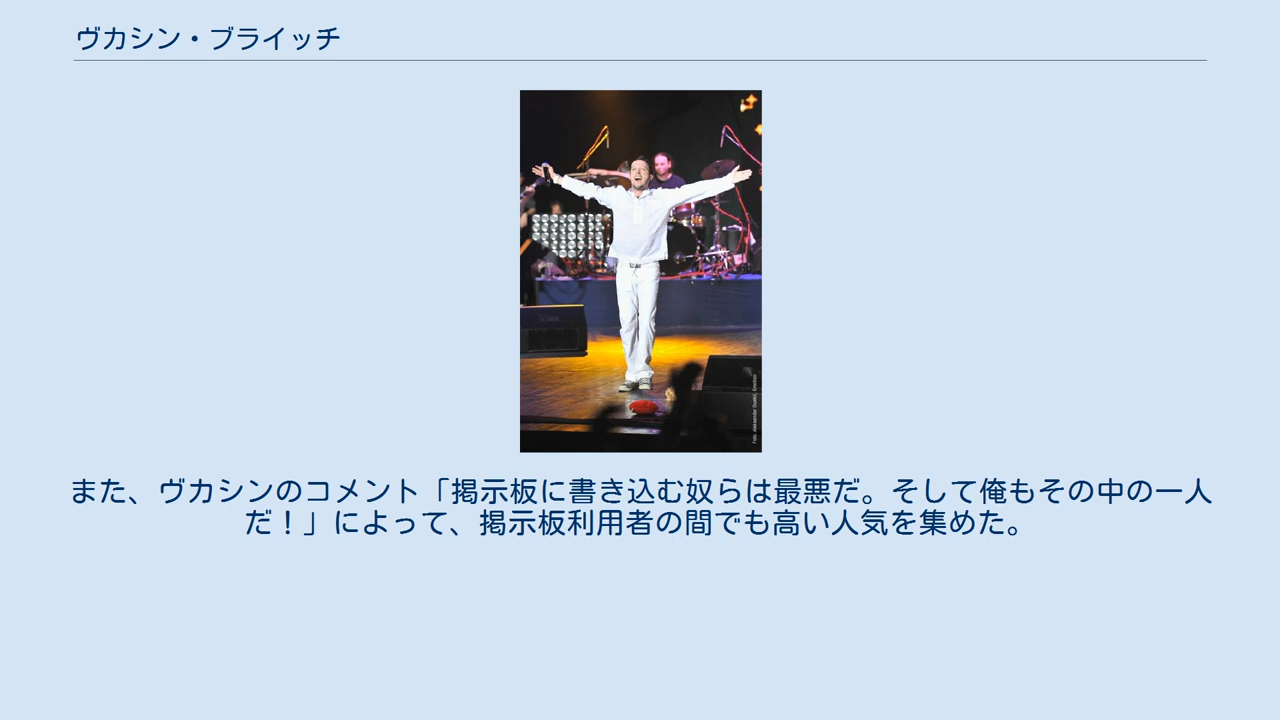 ヴカシン・ブライッチ
また、ヴカシンのコメント「掲示板に書き込む奴らは最悪だ。そして俺もその中の一人
だ！」によって、掲示板利用者の間でも高い人気を集めた。